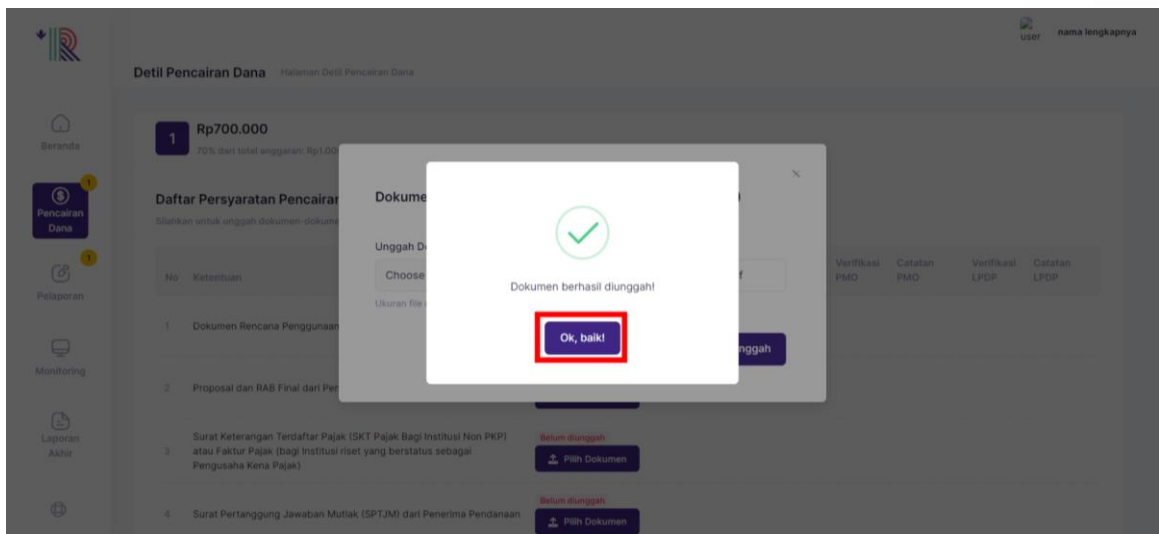 user
nama lengkapnya
Detil Pencairan Dana
Halaman Detil Pencairan Dana
Beranda
1
Pencairan
Dana
1
Pelaporan
Monitoring
Laporan
Akhir
1
Rp700.000
70% dari total anggaran: Rp1.00
Daftar Persyaratan Pencairan
Silahkan untuk unggah dokumen-dokume
No
Ketentuan
Verifikasi
PMO
Catatan
PMO
Verifikasi
LPDP
Catatan
LPDP
1
Dokumen Rencana Penggunaan
2
Proposal dan RAB Final dari Per
3
Surat Keterangan Terdaftar Pajak (SKT Pajak Bagi Institusi Non PKP)
atau Faktur Pajak (bagi Institusi riset yang berstatus sebagai
Pengusaha Kena Pajak)
Belum diunggah
Pilih Dokumen
4
Surat Pertanggung Jawaban Mutlak (SPTJM) dari Penerima Pendanaan
Belum diunggah
Pilih Dokumen
Dokume
Unggah D
Choose
Ukuran file
nggah
Dokumen berhasil diunggah!
Ok, baik!